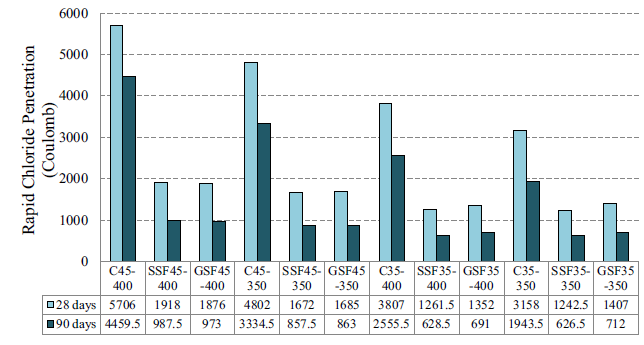 6000
5000
4000
3000
2000
1000
0
Rapid Chloride Penetration
(Coulomb)
C45- SSF45- GSF45 C45- SSF45- GSF45 C35- SSF35- GSF35 C35- SSF35- GSF35
400 400 -400 350 350 -350 400 400 -400 350 350 -350
28 days 5706 1918 1876 4802 1672 1685 3807 1261.5 1352 3158 1242.5 1407
90 days 4459.5 987.5 973 3334.5 857.5 863 2555.5 628.5 691 1943.5 626.5 712